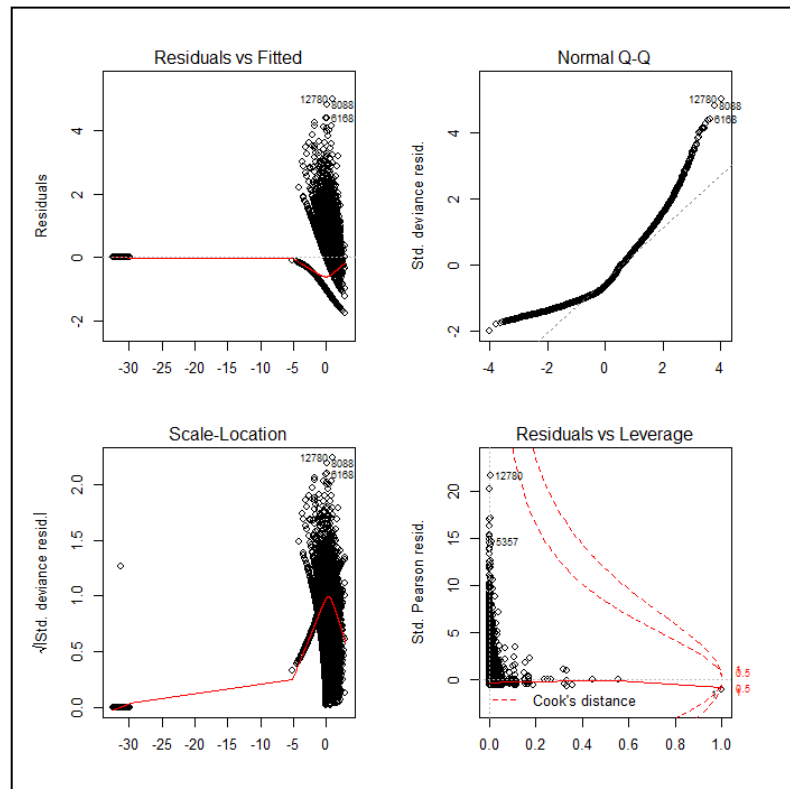 Residuals vs Fitted
Residuals
4
2
0
-2
12780
8088
6168
-30 -25 -20 -15 -10 -5 0
Normal Q-Q
Std. deviance resid.
4
2
0
-2
12780
8088
6168
-4 -2 0 2 4
Scale-Location
√|Std. deviance resid.|
2.0
1.5
1.0
0.5
0.0
12780
8088
6168
-30 -25 -20 -15 -10 -5 0
Residuals vs Leverage
Std. Pearson resid.
20
15
10
5
0
12780
5357
0.5
0.5
Cook's distance
0.0 0.2 0.4 0.6 0.8 1.0